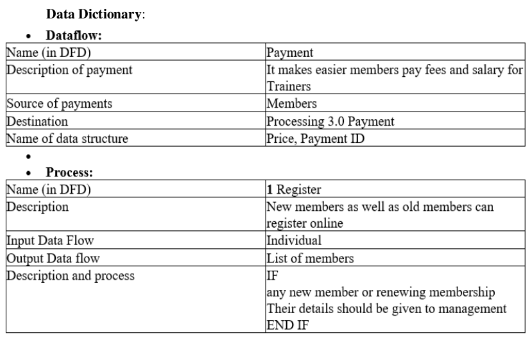 Data Dictionary:
• Dataflow:
Name (in DFD) Payment
Description of payment It makes easier members pay fees and salary for
Trainers
Source of payments Members
Destination Processing 3.0 Payment
Name of data structure Price, Payment ID
•
• Process:
Name (in DFD) 1 Register
Description New members as well as old members can
register online
Input Data Flow Individual
Output Data flow List of members
Description and process IF
any new member or renewing membership
Their details should be given to management
END IF